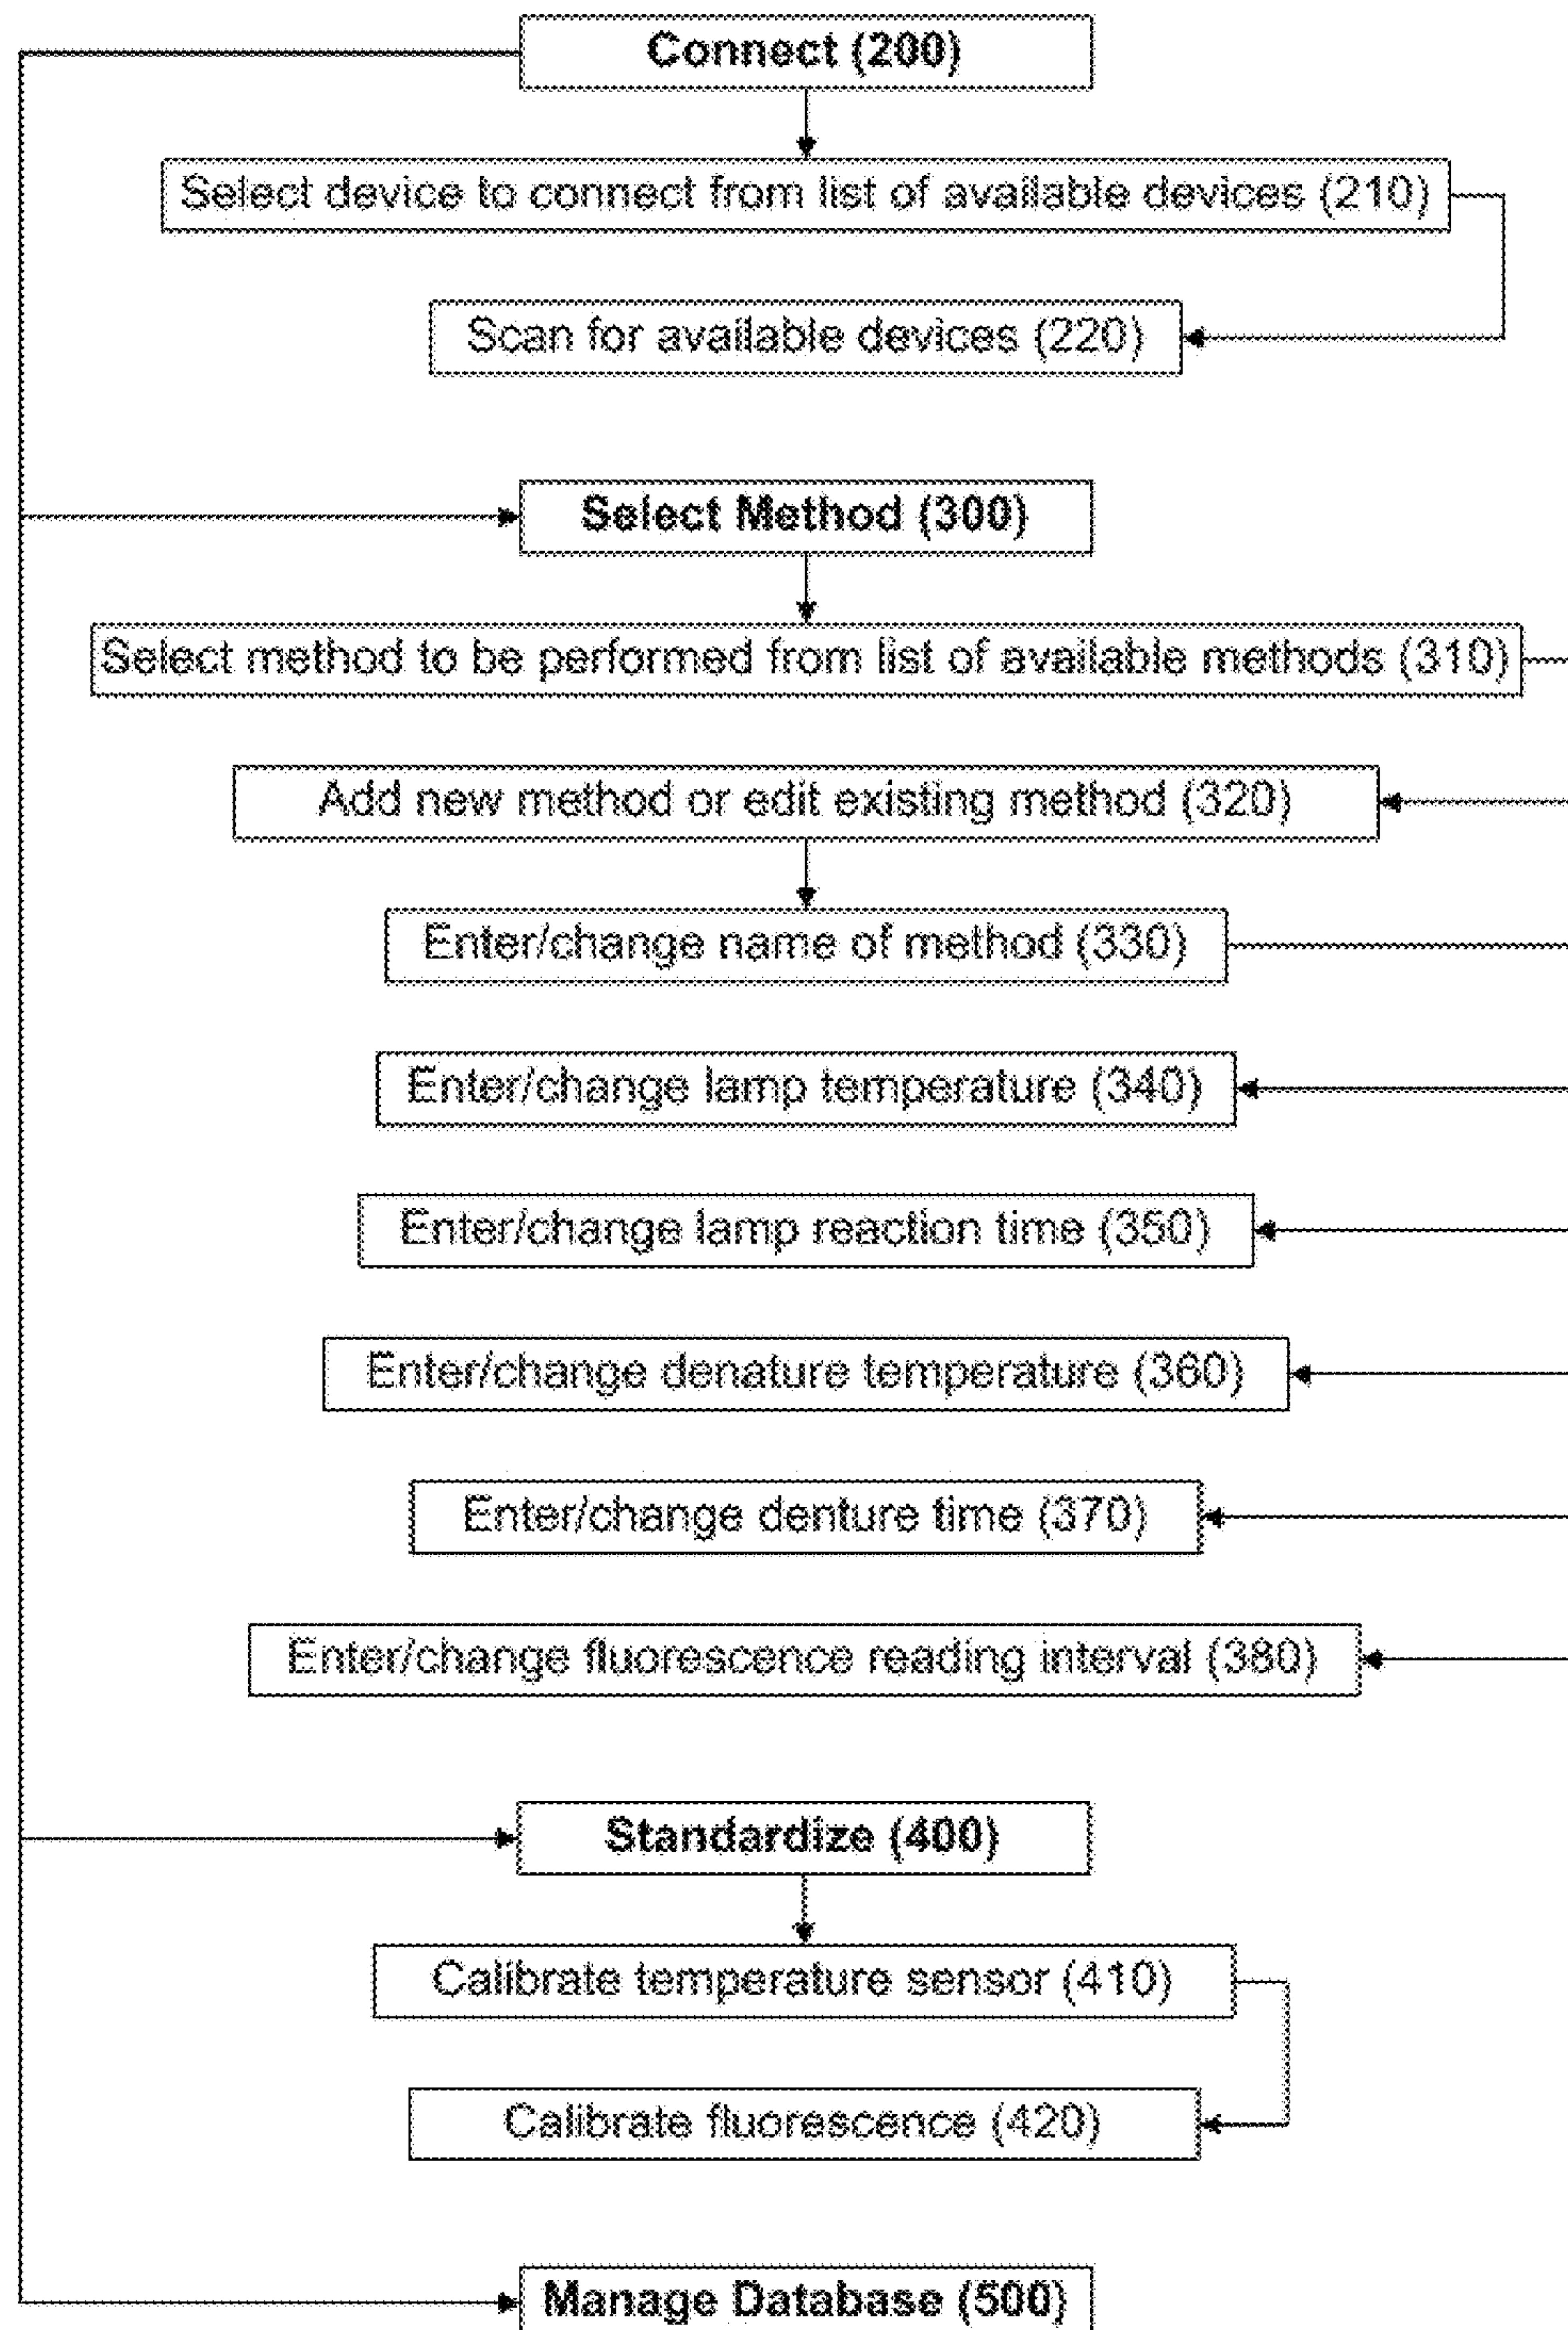 Connect (200)
Select device to connect from list of available devices (210)
Scan for available devices (220)
Select Method (300)
Select method to be performed from list of available methods (310)
Add new method or edit existing method (320)
Enter/change name of method (330)
Enter/change lamp temperature (340)
Enter/change lamp reaction time (350)
Enter/change denature temperature (360)
Enter/change denture time (370)
Enter/change fluorescence reading interval (380)
Standardize (400)
Calibrate temperature sensor (410)
Calibrate fluorescence (420)
Manage Database (500)